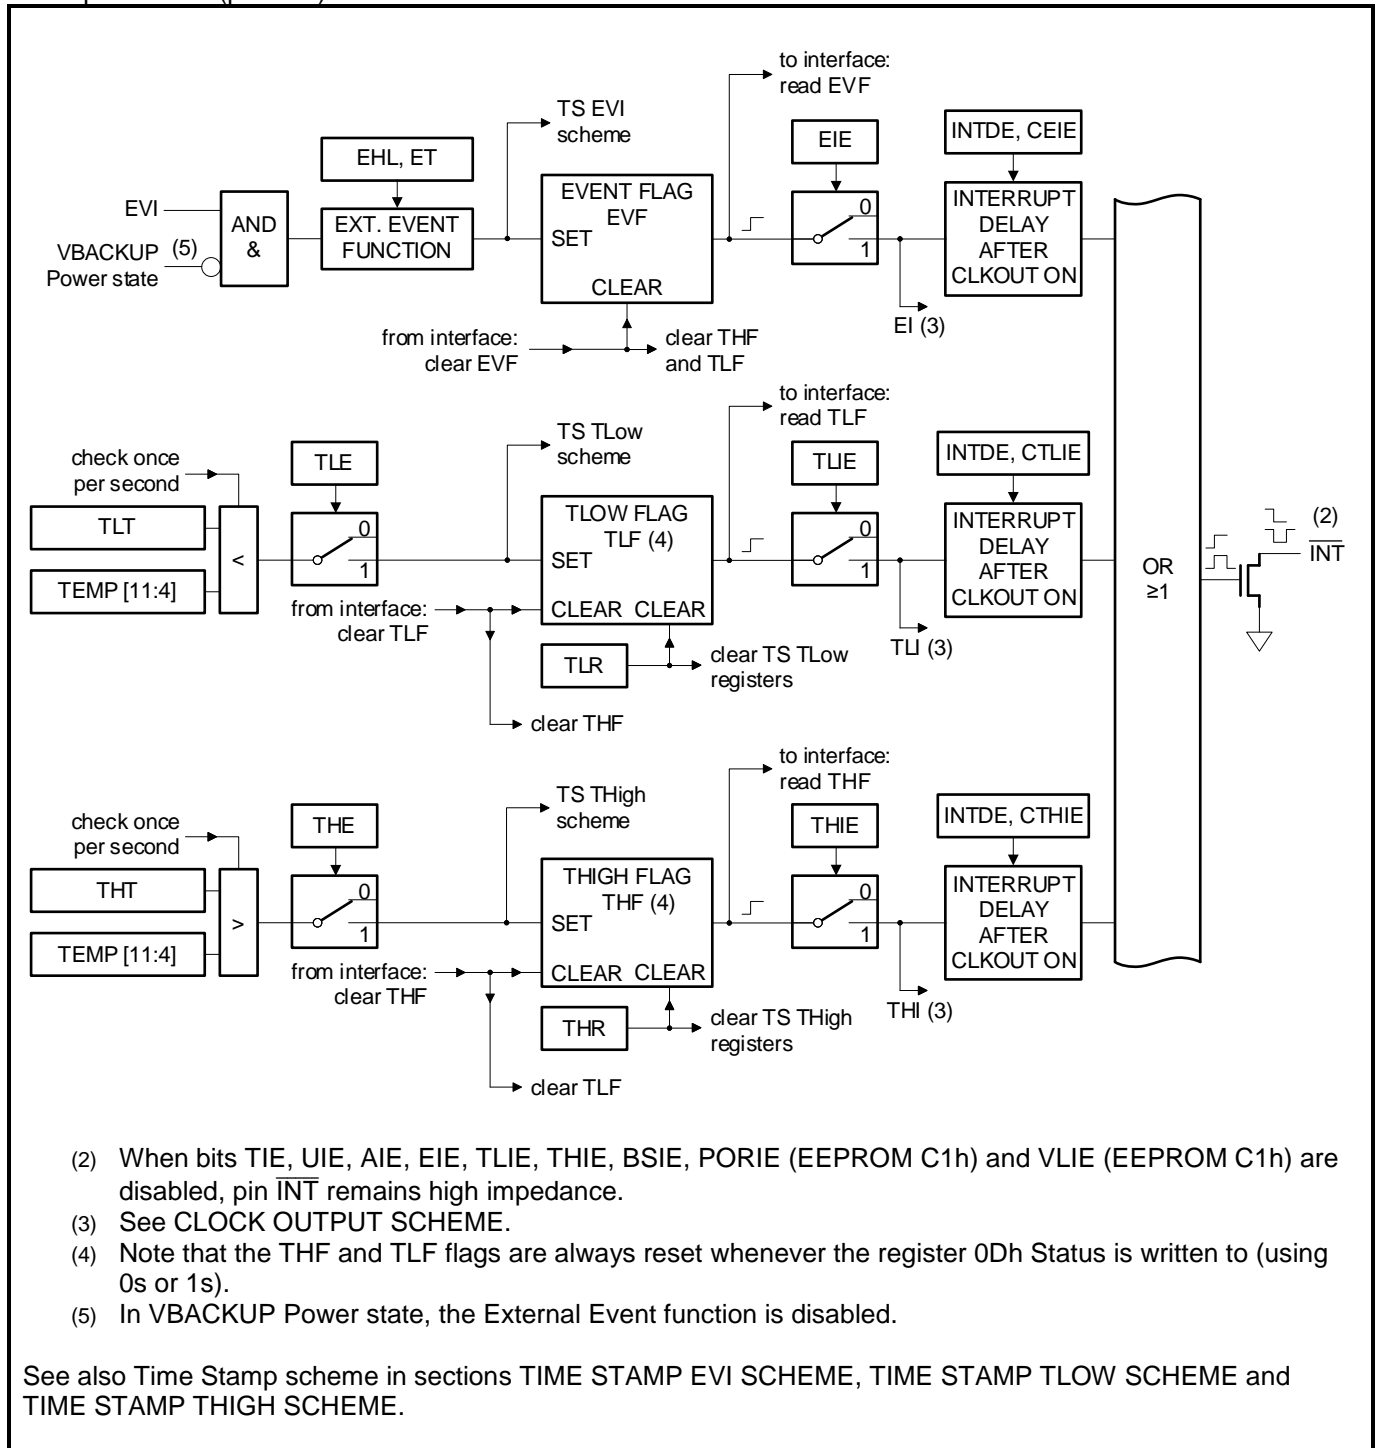 to interface:
read EVF
TS EVI
scheme
EHL, ET
EIE
INTDE, CEIE
EVI
VBACKUP (5)
Power state
AND
&
EXT. EVENT
FUNCTION
EVENT FLAG
EVF
SET
CLEAR
0
1
INTERRUPT
DELAY
AFTER
CLKOUT ON
EI (3)
from interface:
clear EVF
clear THF
and TLF
to interface:
read TLF
TS TLow
scheme
check once
per second
TLE
TLIE
INTDE, CTLIE
TLT
TEMP [11:4]
<
0
1
TLOW FLAG
TLF (4)
SET
CLEAR CLEAR
0
1
INTERRUPT
DELAY
AFTER
CLKOUT ON
TLI (3)
from interface:
clear TLF
TLR
clear TS TLow
registers
clear THF
OR
≥1
(2)
INT
to interface:
read THF
TS THigh
scheme
check once
per second
THE
THIE
INTDE, CTHIE
THT
TEMP [11:4]
>
0
1
THIGH FLAG
THF (4)
SET
CLEAR CLEAR
0
1
INTERRUPT
DELAY
AFTER
CLKOUT ON
THI (3)
from interface:
clear THF
THR
clear TS THigh
registers
clear TLF
(2) When bits TIE, UIE, AIE, EIE, TLIE, THIE, BSIE, PORIE (EEPROM C1h) and VLIE (EEPROM C1h) are
disabled, pin INT remains high impedance.
(3) See CLOCK OUTPUT SCHEME.
(4) Note that the THF and TLF flags are always reset whenever the register 0Dh Status is written to (using
0s or 1s).
(5) In VBACKUP Power state, the External Event function is disabled.
See also Time Stamp scheme in sections TIME STAMP EVI SCHEME, TIME STAMP TLOW SCHEME and
TIME STAMP THIGH SCHEME.